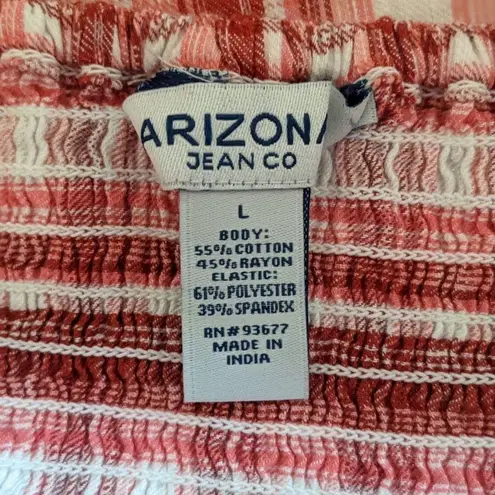 ARIZONA
JEAN CO
L
BODY:
55% COTTON
45% RAYON
ELASTIC:
61% POLYESTER
39% SPANDEX
RN# 93677
MADE IN
INDIA